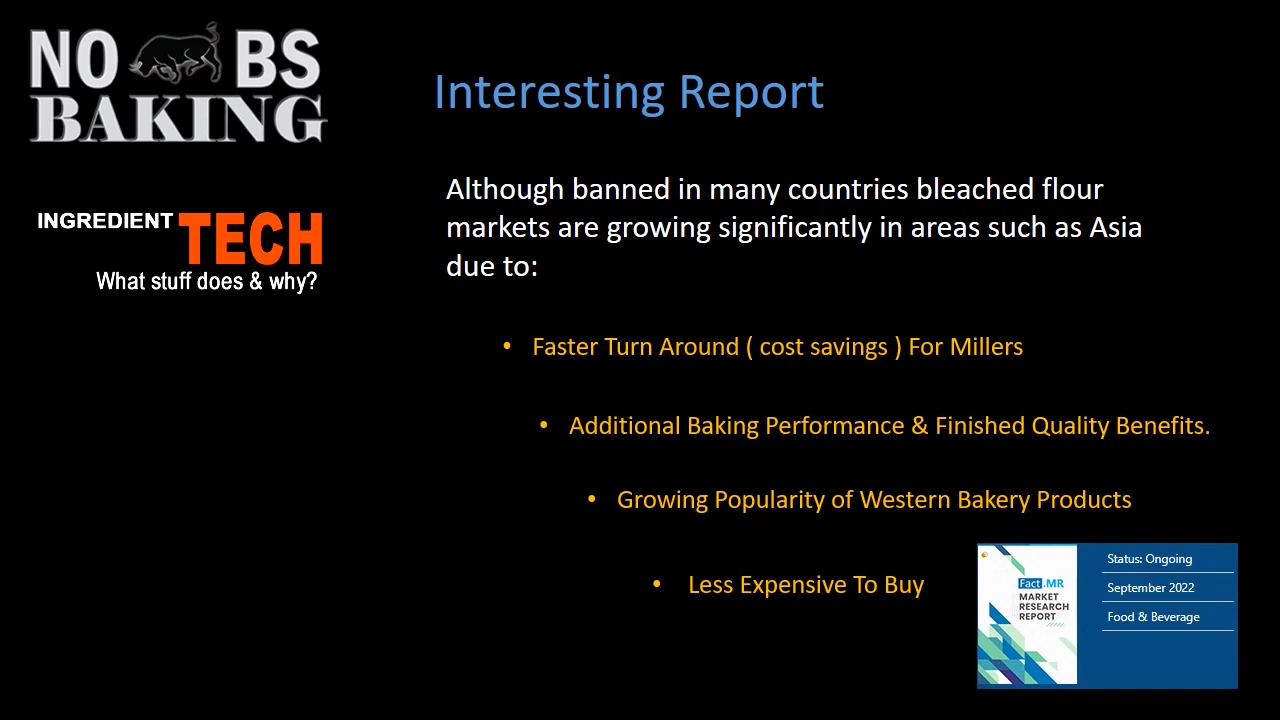 NO BS
BAKING
INGREDIENT TECH
What stuff does & why?
Interesting Report
Although banned in many countries bleached flour
markets are growing significantly in areas such as Asia
due to:
• Faster Turn Around ( cost savings ) For Millers
• Additional Baking Performance & Finished Quality Benefits.
• Growing Popularity of Western Bakery Products
• Less Expensive To Buy
Fact.MR
MARKET
RESEARCH
REPORT
Status: Ongoing
September 2022
Food & Beverage